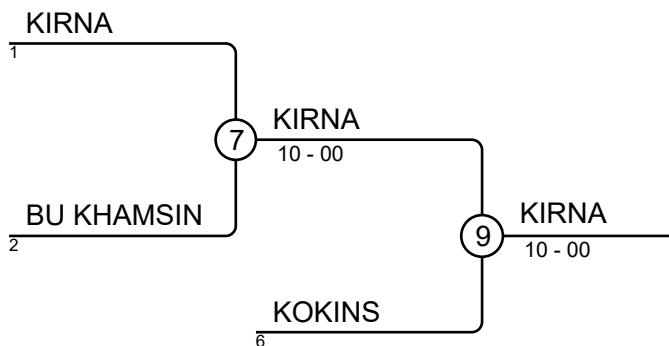 KIRNA
1
7
KIRNA
10 - 00
BU KHAMSIN
2
9
KIRNA
10 - 00
KOKINS
6